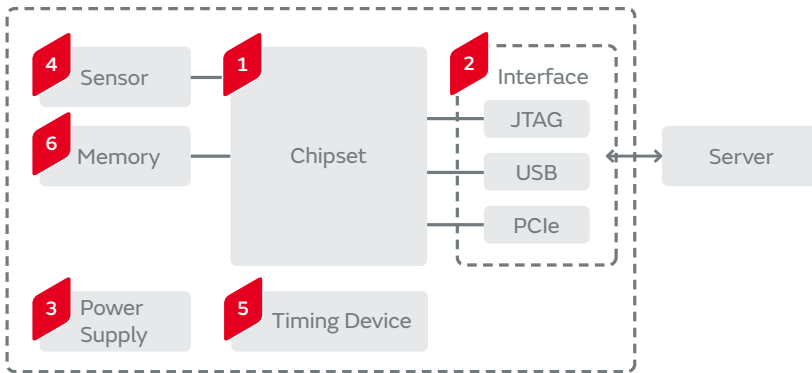 4
Sensor
1
Chipset
2
Interface
JTAG
USB
PCIe
Server
6
Memory
3
Power
Supply
5
Timing Device